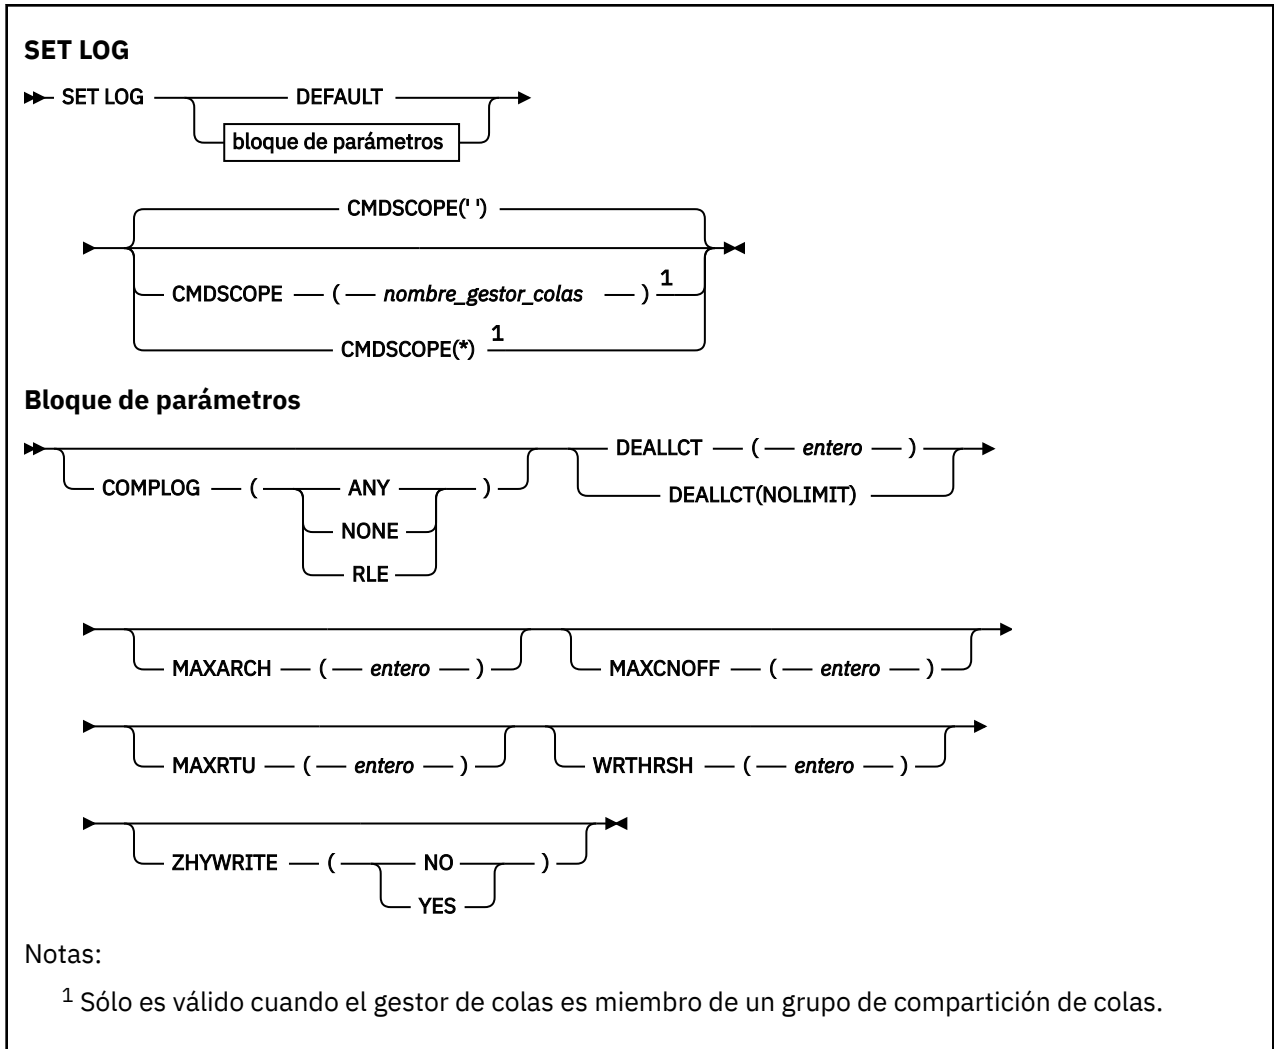 SET LOG
SET LOG DEFAULT
bloque de parámetros
CMDSCOPE(' ')
CMDSCOPE ( nombre_gestor_colas ) 1
CMDSCOPE(*) 1
Bloque de parámetros
DEALLCT ( entero )
COMPLOG ( ANY ) DEALLCT(NOLIMIT)
NONE
RLE
MAXARCH ( entero ) MAXCNOFF ( entero )
MAXRTU ( entero ) WRTHRSH ( entero )
ZHYWRITE ( NO )
YES
Notas:
1 Sólo es válido cuando el gestor de colas es miembro de un grupo de compartición de colas.